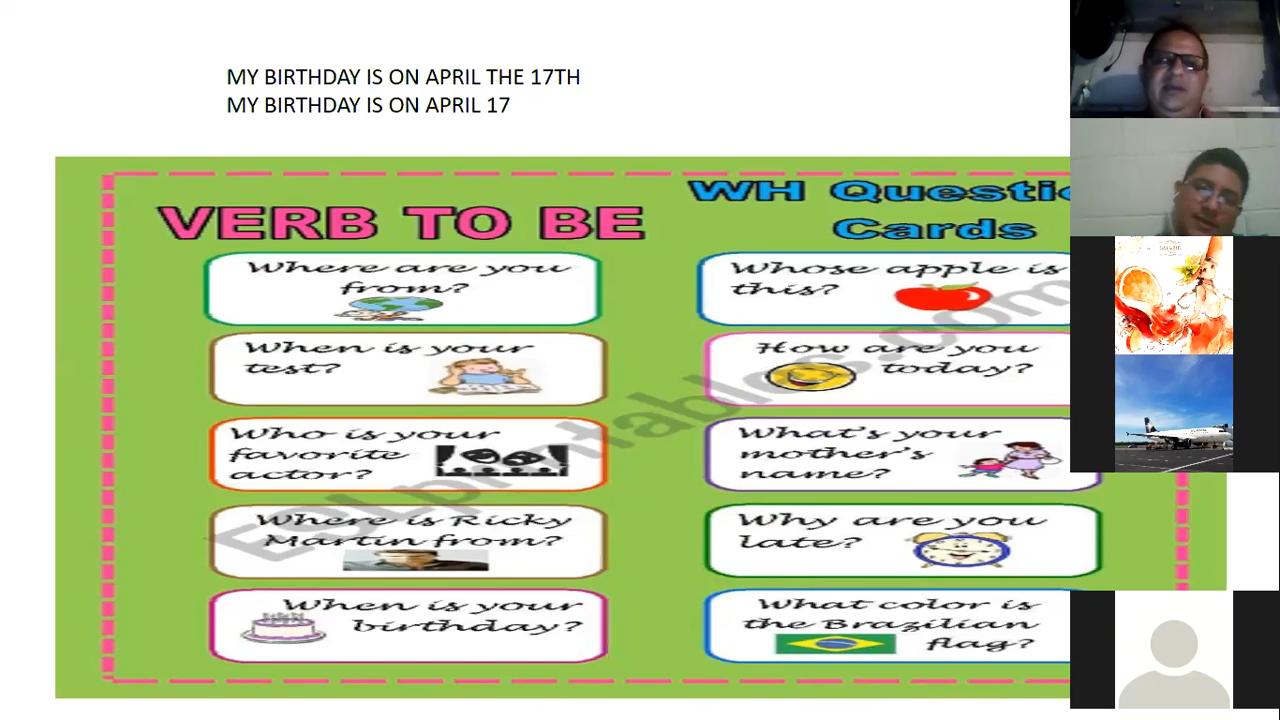 MY BIRTHDAY IS ON APRIL THE 17TH
MY BIRTHDAY IS ON APRIL 17
VERB TO BE
WH Questio
Cards
Where are you
from?
When is your
test?
Who is your
favorite
actor?
Where is Ricky
Martin from?
When is your
birthday?
Whose apple is
this?
How are you
today?
What's your
mother's
name?
Why are you
late?
What color is
the Brazilian
flag?
ESLprintables.com